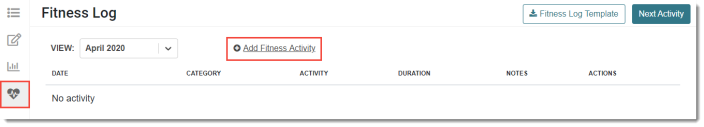 Fitness Log
Fitness Log Template
Next Activity
VIEW: April 2020
Add Fitness Activity
DATE CATEGORY ACTIVITY DURATION NOTES ACTIONS
No activity